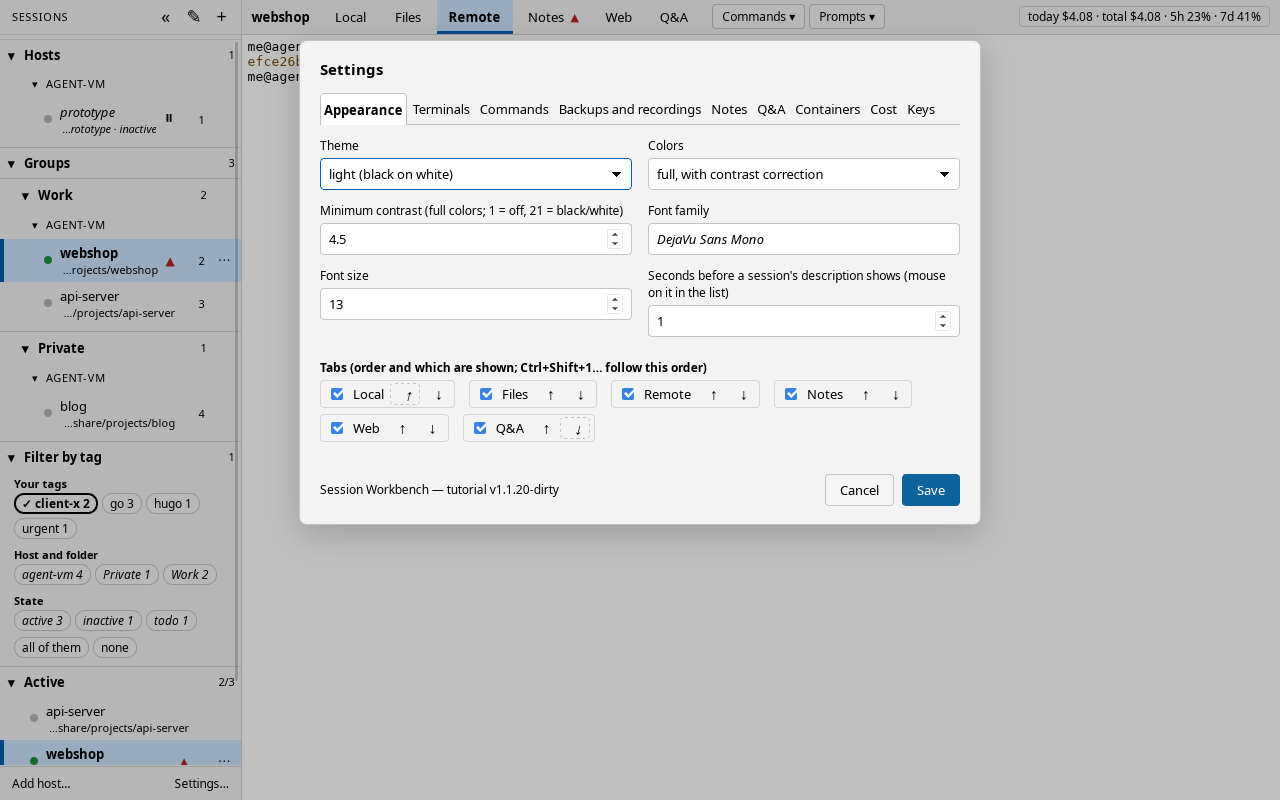 SESSIONS « ✎ +
webshop Local Files Remote Notes ▲ Web Q&A Commands ▾ Prompts ▾ today $4.08 · total $4.08 · 5h 23% · 7d 41%
▼ Hosts 1
▼ AGENT-VM
prototype ⏸ 1
...rototype · inactive
▼ Groups 3
▼ Work 2
▼ AGENT-VM
webshop ▲ 2 ...
...rojects/webshop
api-server 3
.../projects/api-server
▼ Private 1
▼ AGENT-VM
blog 4
...share/projects/blog
▼ Filter by tag 1
Your tags
✓ client-x 2 go 3 hugo 1
urgent 1
Host and folder
agent-vm 4 Private 1 Work 2
State
active 3 inactive 1 todo 1
all of them none
▼ Active 2/3
api-server
...share/projects/api-server
webshop ▲ ...
Add host... Settings...
me@agen
efce26b
me@agen
Settings
Appearance Terminals Commands Backups and recordings Notes Q&A Containers Cost Keys
Theme Colors
light (black on white) full, with contrast correction
Minimum contrast (full colors; 1 = off, 21 = black/white) Font family
4.5 DejaVu Sans Mono
Font size Seconds before a session's description shows (mouse
on it in the list)
13 1
Tabs (order and which are shown; Ctrl+Shift+1... follow this order)
Local ↑ ↓ Files ↑ ↓ Remote ↑ ↓ Notes ↑ ↓
Web ↑ ↓ Q&A ↑ ↓
Session Workbench — tutorial v1.1.20-dirty Cancel Save